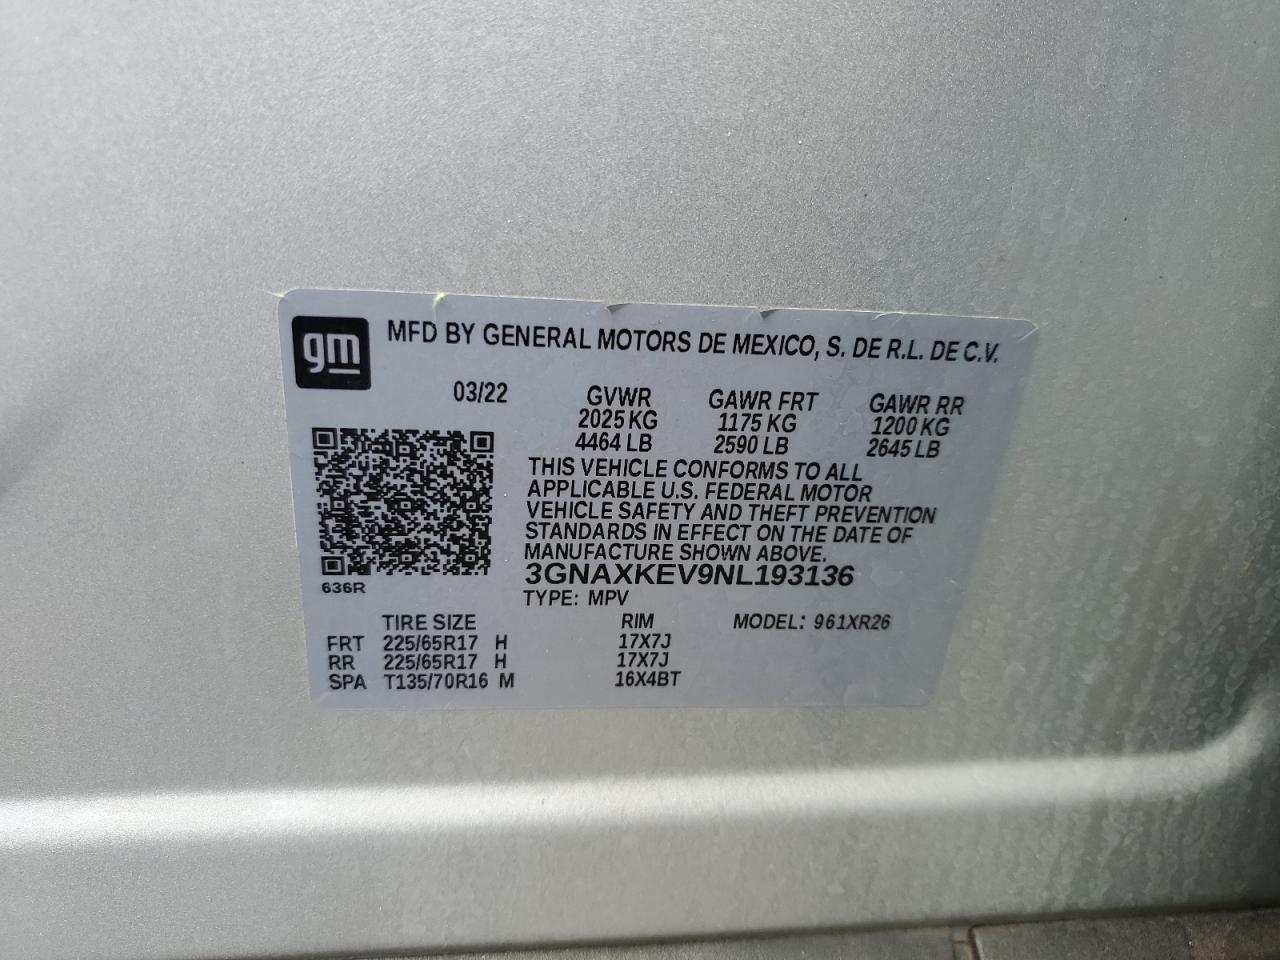 gm
MFD BY GENERAL MOTORS DE MEXICO, S. DE R.L. DE C.V.
03/22 GVWR GAWR FRT GAWR RR
2025 KG 1175 KG 1200 KG
4464 LB 2590 LB 2645 LB
THIS VEHICLE CONFORMS TO ALL
APPLICABLE U.S. FEDERAL MOTOR
VEHICLE SAFETY AND THEFT PREVENTION
STANDARDS IN EFFECT ON THE DATE OF
MANUFACTURE SHOWN ABOVE.
3GNAXKEV9NL193136
636R
TYPE: MPV
TIRE SIZE RIM MODEL: 961XR26
FRT 225/65R17 H 17X7J
RR 225/65R17 H 17X7J
SPA T135/70R16 M 16X4BT